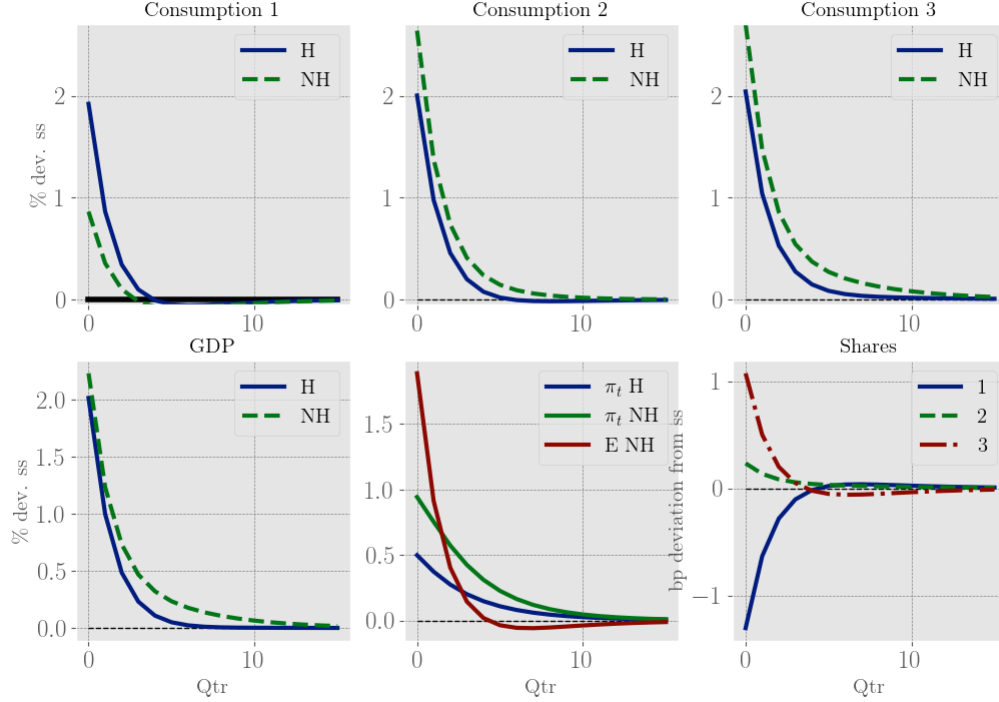 Consumption 1
Consumption 2
Consumption 3
% dev. ss
2
1
0
0
10
H
NH
2
1
0
0
10
H
NH
2
1
0
0
10
H
NH
GDP
Shares
% dev. ss
2.0
1.5
1.0
0.5
0.0
0
10
Qtr
H
NH
1.5
1.0
0.5
0.0
0
10
Qtr
π_t H
π_t NH
E NH
bp deviation from ss
1
0
−1
0
10
Qtr
1
2
3